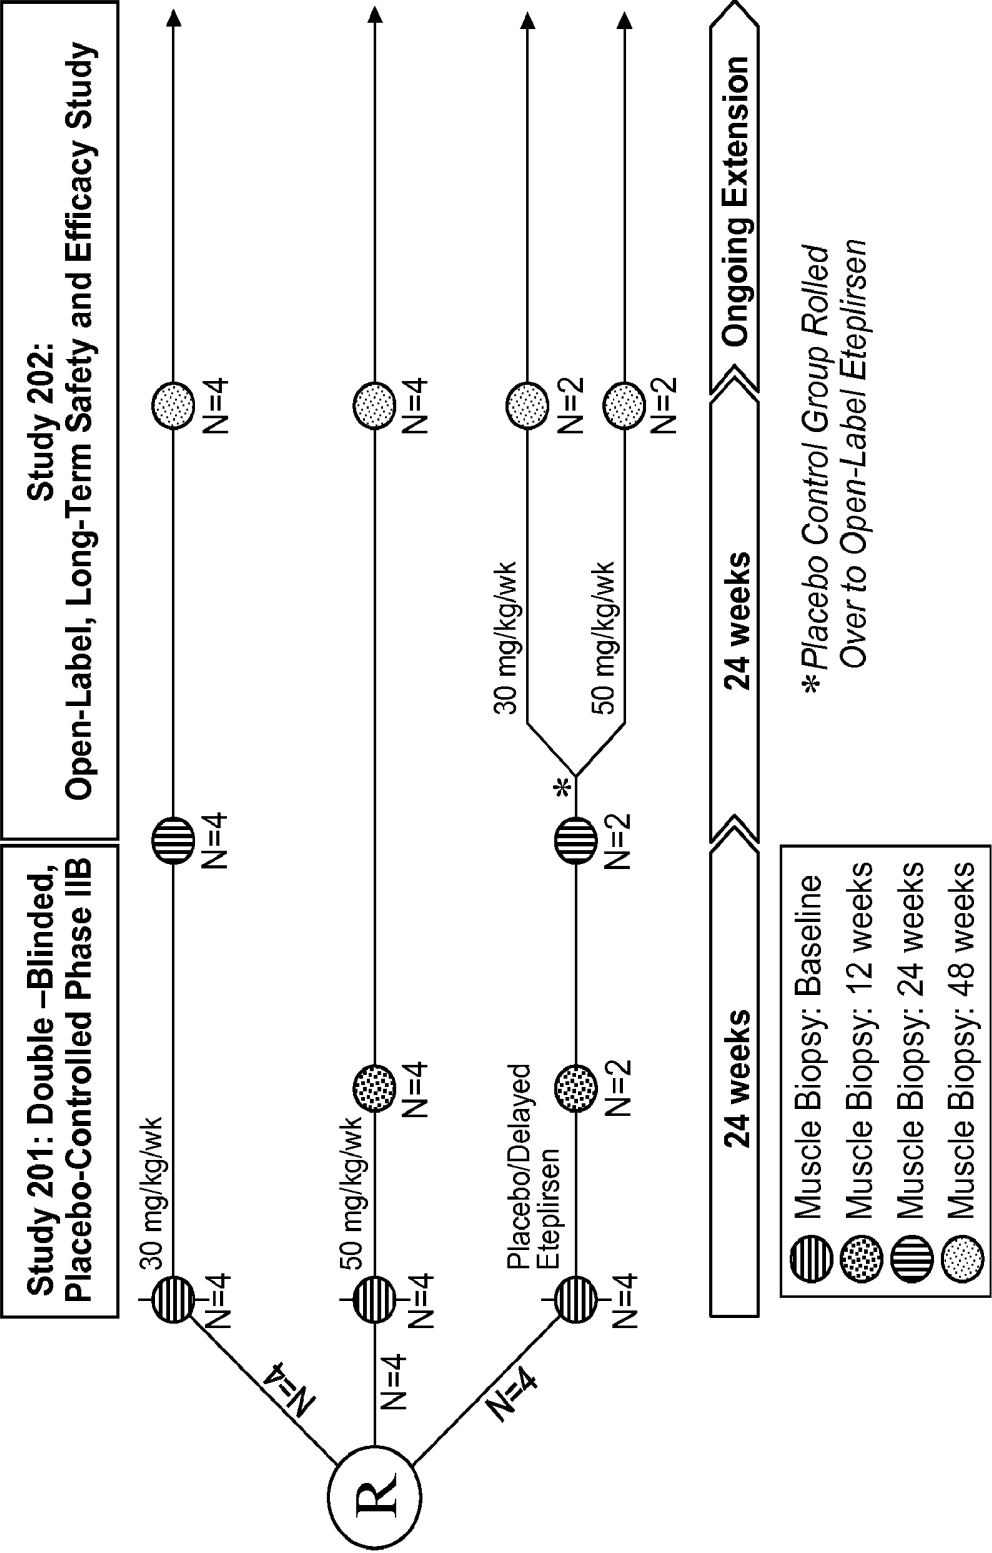 Study 201: Double –Blinded,
Placebo-Controlled Phase IIB
Study 202:
Open-Label, Long-Term Safety and Efficacy Study
R
N=4
30 mg/kg/wk
N=4
N=4
N=4
N=4
50 mg/kg/wk
N=4
N=4
N=4
N=4
Placebo/Delayed
Eteplirsen
N=4
N=2
N=2
*
30 mg/kg/wk
N=2
50 mg/kg/wk
N=2
24 weeks
24 weeks
Ongoing Extension
Muscle Biopsy: Baseline
Muscle Biopsy: 12 weeks
Muscle Biopsy: 24 weeks
Muscle Biopsy: 48 weeks
*Placebo Control Group Rolled
Over to Open-Label Eteplirsen